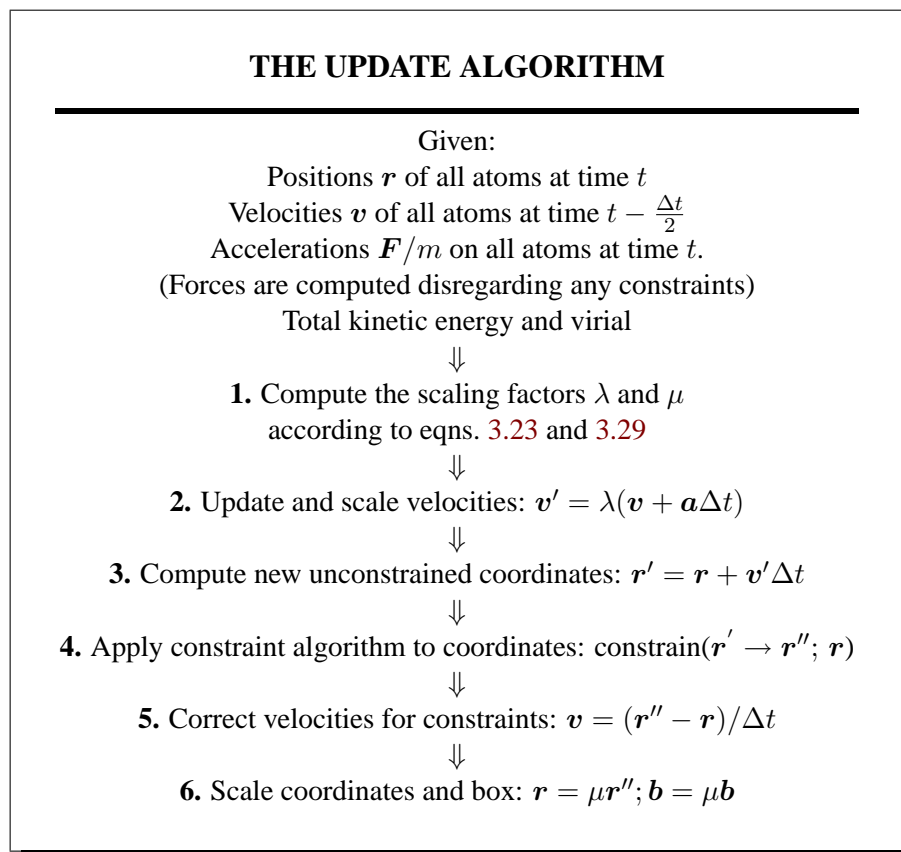 THE UPDATE ALGORITHM
Given:
Positions r of all atoms at time t
Velocities v of all atoms at time t − Δt/2
Accelerations F/m on all atoms at time t.
(Forces are computed disregarding any constraints)
Total kinetic energy and virial
⇓
1. Compute the scaling factors λ and μ
according to eqns. 3.23 and 3.29
⇓
2. Update and scale velocities: v′ = λ(v + aΔt)
⇓
3. Compute new unconstrained coordinates: r′ = r + v′Δt
⇓
4. Apply constraint algorithm to coordinates: constrain(r′ → r″; r)
⇓
5. Correct velocities for constraints: v = (r″ − r)/Δt
⇓
6. Scale coordinates and box: r = μr″; b = μb